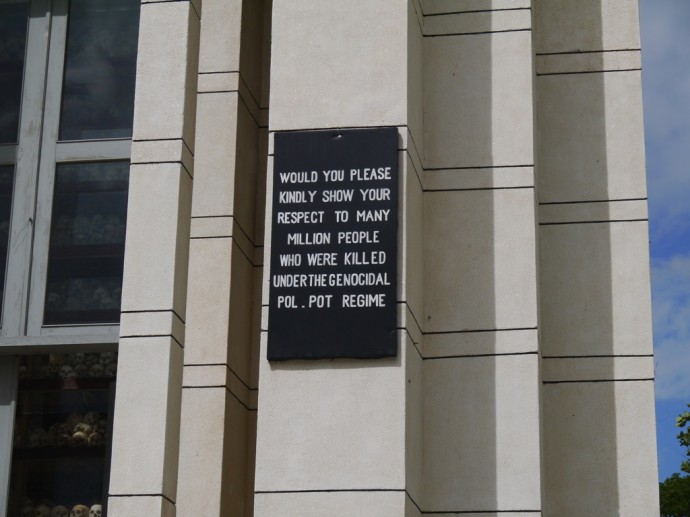 WOULD YOU PLEASE
KINDLY SHOW YOUR
RESPECT TO MANY
MILLION PEOPLE
WHO WERE KILLED
UNDER THE GENOCIDAL
POL . POT REGIME